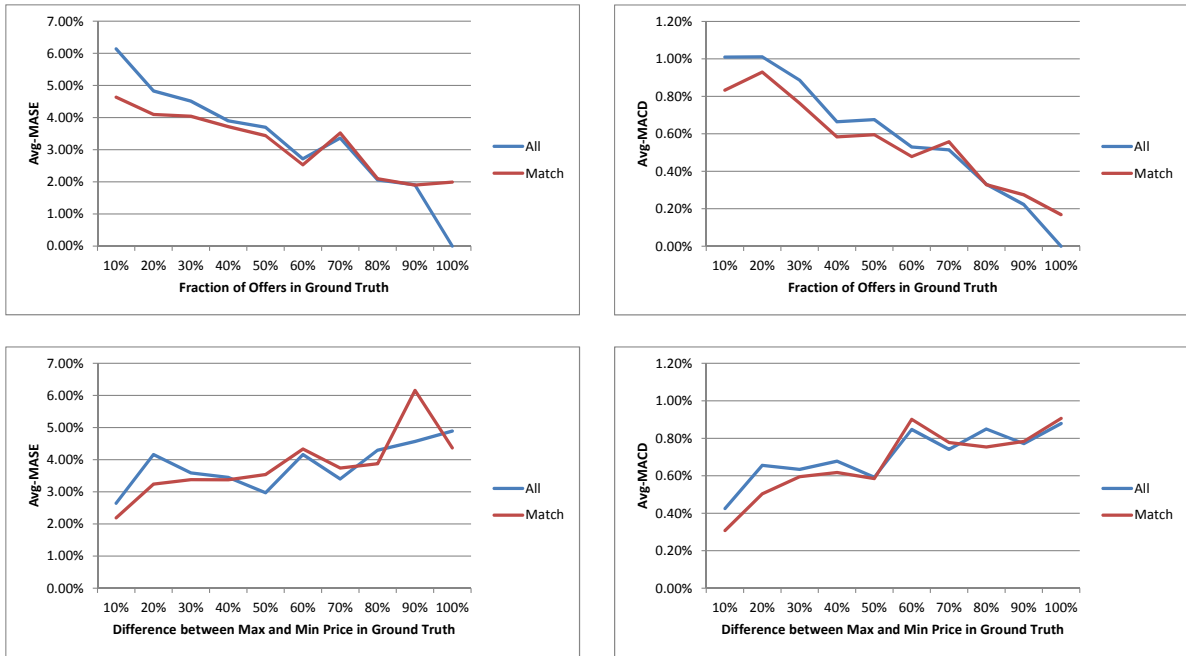 7.00%
6.00%
5.00%
4.00%
3.00%
2.00%
1.00%
0.00%
Avg-MASE
10% 20% 30% 40% 50% 60% 70% 80% 90% 100%
Fraction of Offers in Ground Truth
All
Match
1.20%
1.00%
0.80%
0.60%
0.40%
0.20%
0.00%
Avg-MACD
10% 20% 30% 40% 50% 60% 70% 80% 90% 100%
Fraction of Offers in Ground Truth
All
Match
7.00%
6.00%
5.00%
4.00%
3.00%
2.00%
1.00%
0.00%
Avg-MASE
10% 20% 30% 40% 50% 60% 70% 80% 90% 100%
Difference between Max and Min Price in Ground Truth
All
Match
1.20%
1.00%
0.80%
0.60%
0.40%
0.20%
0.00%
Avg-MACD
10% 20% 30% 40% 50% 60% 70% 80% 90% 100%
Difference between Max and Min Price in Ground Truth
All
Match